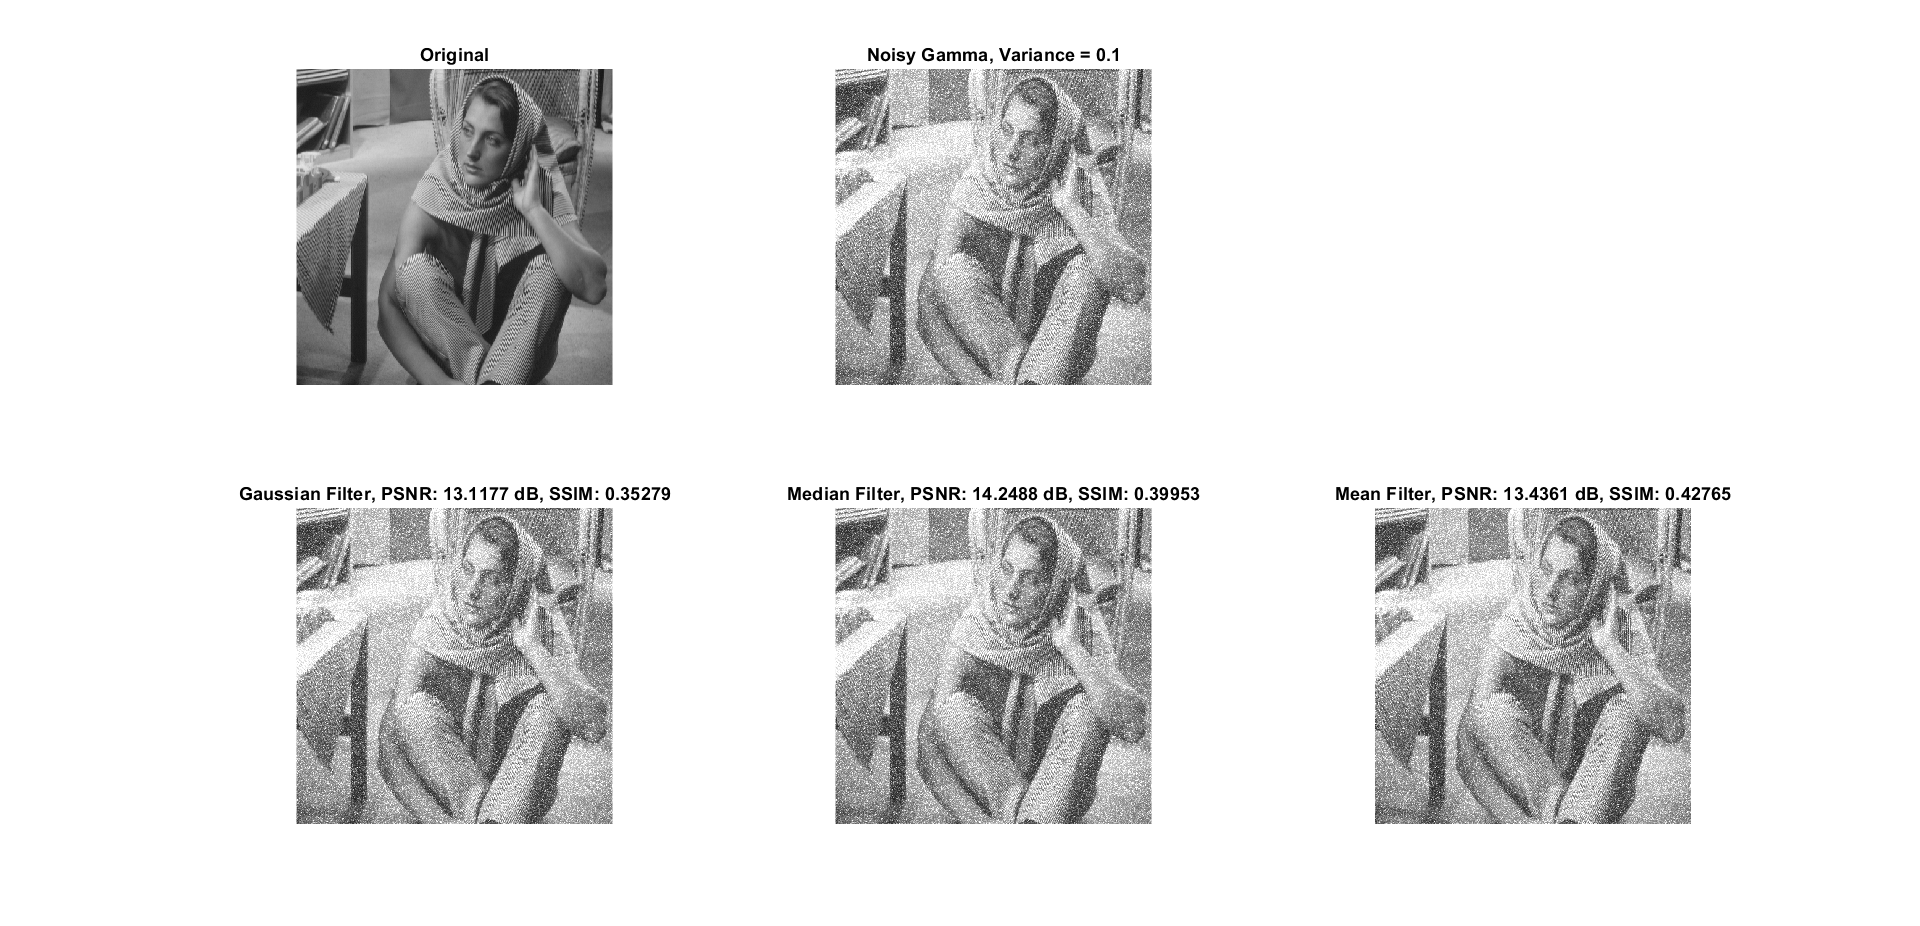 Original
Noisy Gamma, Variance = 0.1
Gaussian Filter, PSNR: 13.1177 dB, SSIM: 0.35279
Median Filter, PSNR: 14.2488 dB, SSIM: 0.39953
Mean Filter, PSNR: 13.4361 dB, SSIM: 0.42765